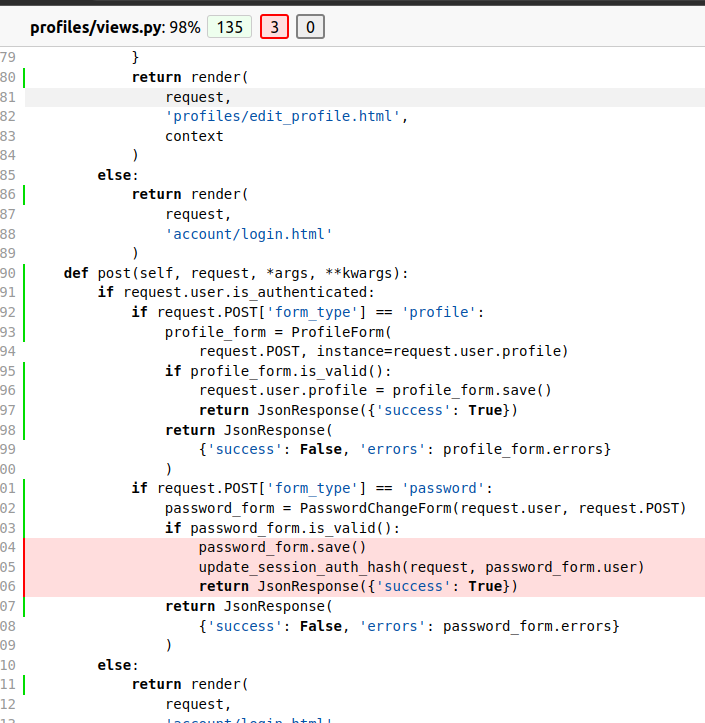 profiles/views.py: 98% 135 3 0
79 }
80 return render(
81 request,
82 'profiles/edit_profile.html',
83 context
84 )
85 else:
86 return render(
87 request,
88 'account/login.html'
89 )
90 def post(self, request, *args, **kwargs):
91 if request.user.is_authenticated:
92 if request.POST['form_type'] == 'profile':
93 profile_form = ProfileForm(
94 request.POST, instance=request.user.profile)
95 if profile_form.is_valid():
96 request.user.profile = profile_form.save()
97 return JsonResponse({'success': True})
98 return JsonResponse(
99 {'success': False, 'errors': profile_form.errors}
00 )
01 if request.POST['form_type'] == 'password':
02 password_form = PasswordChangeForm(request.user, request.POST)
03 if password_form.is_valid():
04 password_form.save()
05 update_session_auth_hash(request, password_form.user)
06 return JsonResponse({'success': True})
07 return JsonResponse(
08 {'success': False, 'errors': password_form.errors}
09 )
10 else:
11 return render(
12 request,
13 'account/login.html'